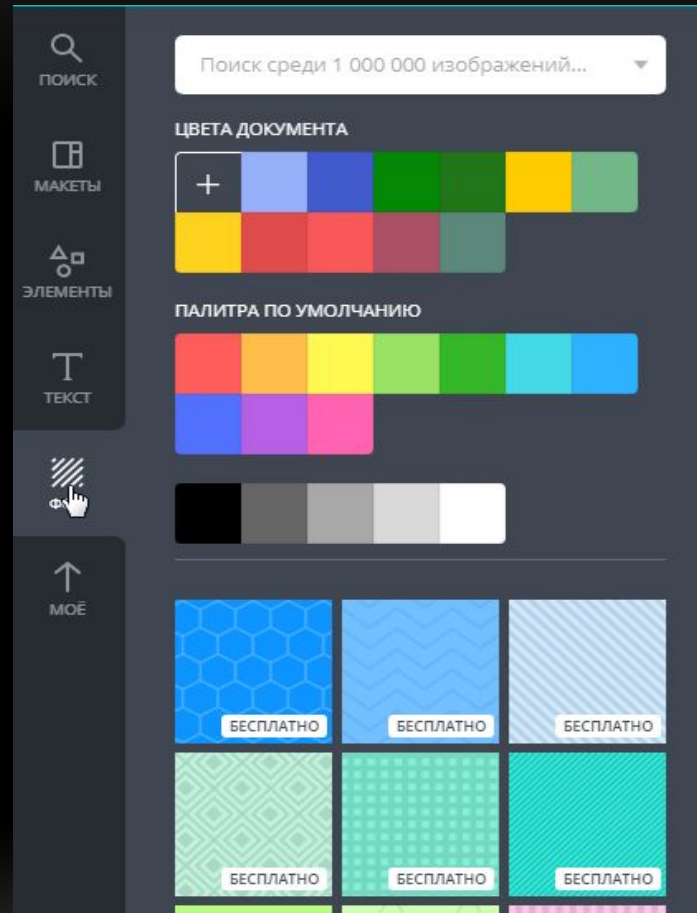 ПОИСК
МАКЕТЫ
ЭЛЕМЕНТЫ
ТЕКСТ
МОЁ
Поиск среди 1 000 000 изображений...
ЦВЕТА ДОКУМЕНТА
ПАЛИТРА ПО УМОЛЧАНИЮ
БЕСПЛАТНО
БЕСПЛАТНО
БЕСПЛАТНО
БЕСПЛАТНО
БЕСПЛАТНО
БЕСПЛАТНО